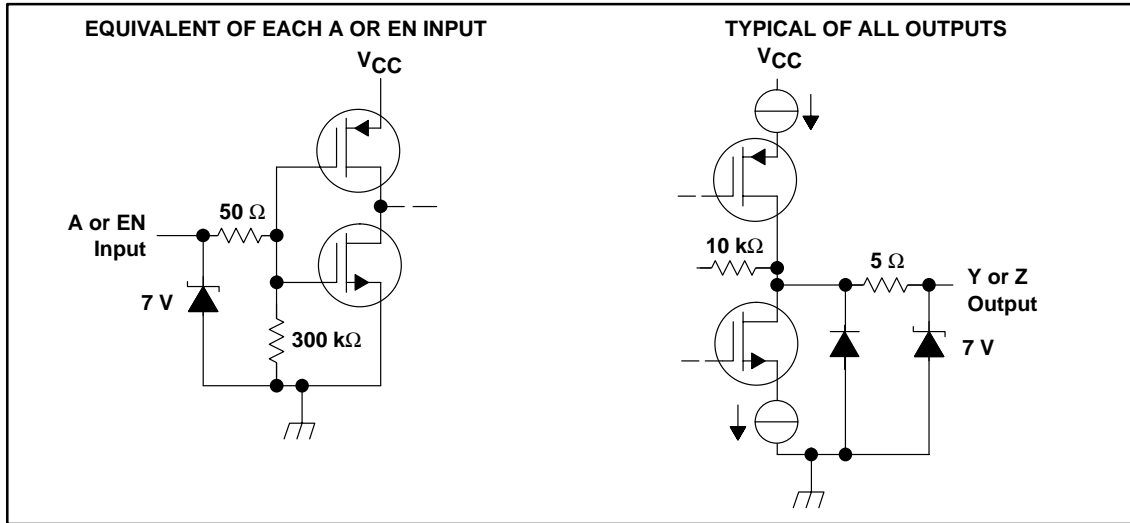 EQUIVALENT OF EACH A OR EN INPUT
VCC
50 Ω
A or EN
Input
7 V
300 kΩ
TYPICAL OF ALL OUTPUTS
VCC
10 kΩ
5 Ω
Y or Z
Output
7 V